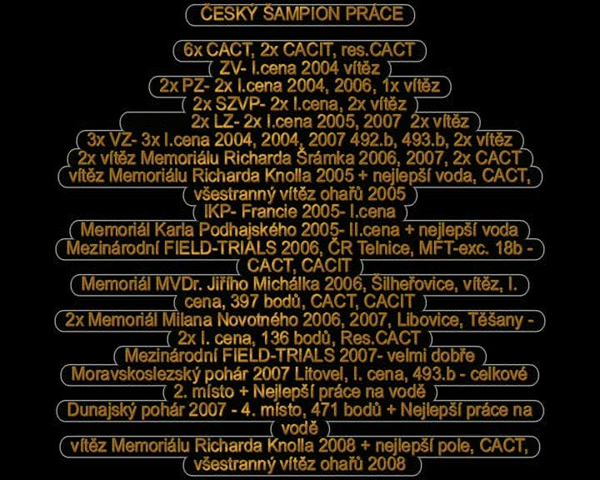 ČESKÝ ŠAMPION PRÁCE
6x CACT, 2x CACIT, res.CACT
ZV- I.cena 2004 vítěz
2x PZ- 2x I.cena 2004, 2006, 1x vítěz
2x SZVP- 2x I.cena, 2x vítěz
2x LZ- 2x I.cena 2005, 2007 2x vítěz
3x VZ- 3x I.cena 2004, 2004, 2007 492.b, 493.b, 2x vítěz
2x vítěz Memoriálu Richarda Šrámka 2006, 2007, 2x CACT
vítěz Memoriálu Richarda Knolla 2005 + nejlepší voda, CACT,
všestranný vítěz ohařů 2005
IKP- Francie 2005- I.cena
Memoriál Karla Podhajského 2005- II.cena + nejlepší voda
Mezinárodní FIELD-TRIALS 2006, ČR Telnice, MFT-exc. 18b -
CACT, CACIT
Memoriál MVDr. Jiřího Michálka 2006, Šilheřovice, vítěz, I.
cena, 397 bodů, CACT, CACIT
2x Memoriál Milana Novotného 2006, 2007, Libovice, Těšany -
2x I. cena, 136 bodů, Res.CACT
Mezinárodní FIELD-TRIALS 2007- velmi dobře
Moravskoslezský pohár 2007 Litovel, I. cena, 493.b - celkové
2. místo + Nejlepší práce na vodě
Dunajský pohár 2007 - 4. místo, 471 bodů + Nejlepší práce na
vodě
vítěz Memoriálu Richarda Knolla 2008 + nejlepší pole, CACT,
všestranný vítěz ohařů 2008